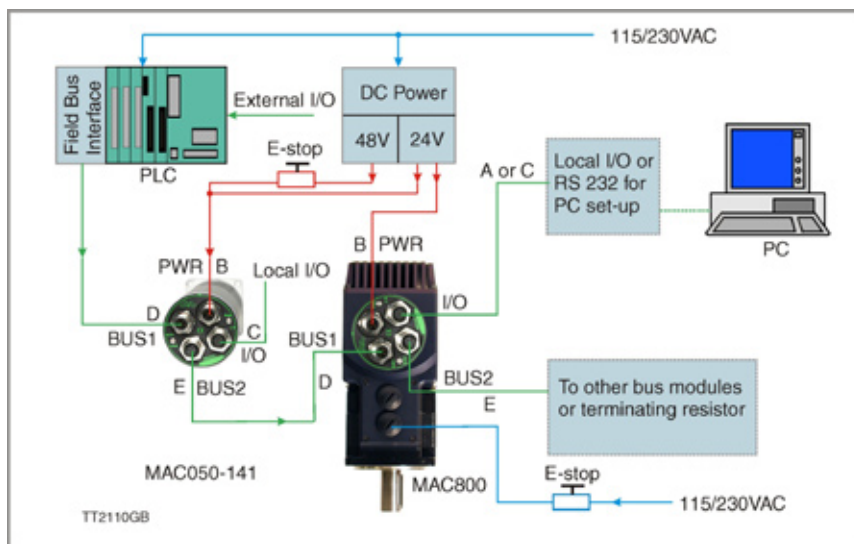 115/230VAC
Field Bus
Interface
PLC
External I/O
DC Power
48V
24V
E-stop
A or C
Local I/O or
RS 232 for
PC set-up
PC
B
PWR
PWR
B
Local I/O
D
BUS1
C
I/O
E
BUS2
I/O
BUS1
D
BUS2
E
To other bus modules
or terminating resistor
MAC050-141
MAC800
E-stop
115/230VAC
TT2110GB